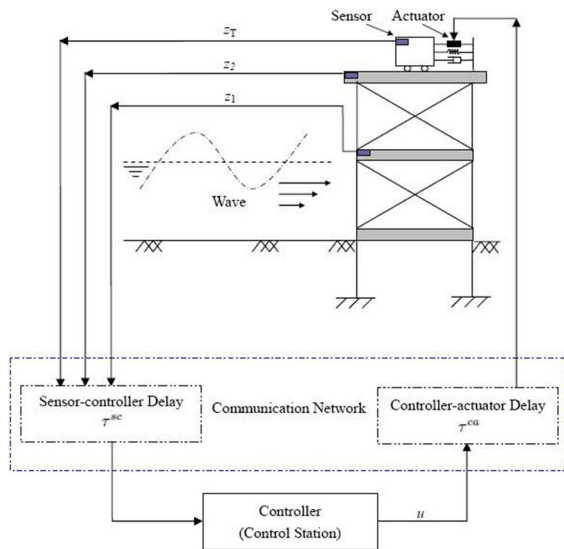 Sensor Actuator
z_T
z_2
z_1
Wave
Sensor-controller Delay
τ^sc
Communication Network
Controller-actuator Delay
τ^ca
Controller
(Control Station)
u